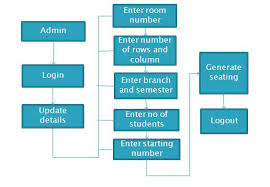 Admin
Login
Update
details
Enter room
number
Enter number
of rows and
column
Enter branch
and semester
Enter no of
students
Enter starting
number
Generate
seating
Logout